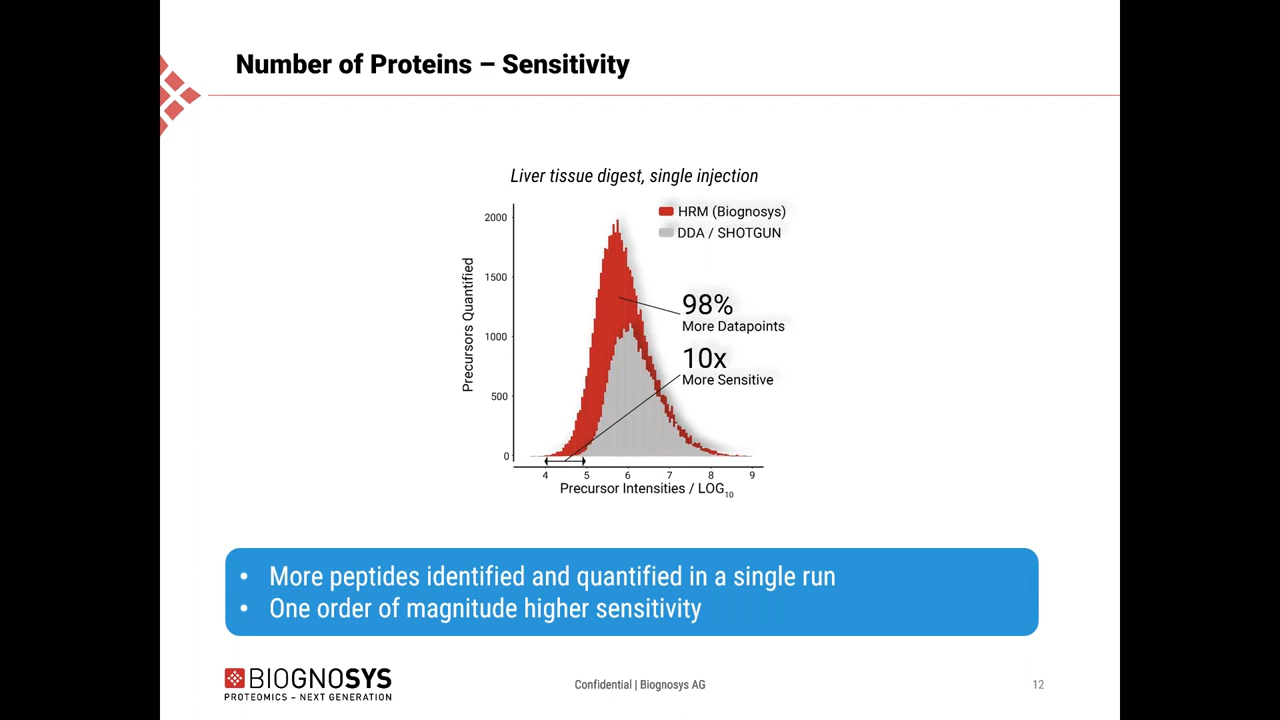 Number of Proteins – Sensitivity
Liver tissue digest, single injection
HRM (Biognosys)
DDA / SHOTGUN
2000
1500
1000
500
0
Precursors Quantified
98%
More Datapoints
10x
More Sensitive
4 5 6 7 8 9
Precursor Intensities / LOG10
• More peptides identified and quantified in a single run
• One order of magnitude higher sensitivity
BIOGNOSYS
PROTEOMICS – NEXT GENERATION
Confidential | Biognosys AG
12